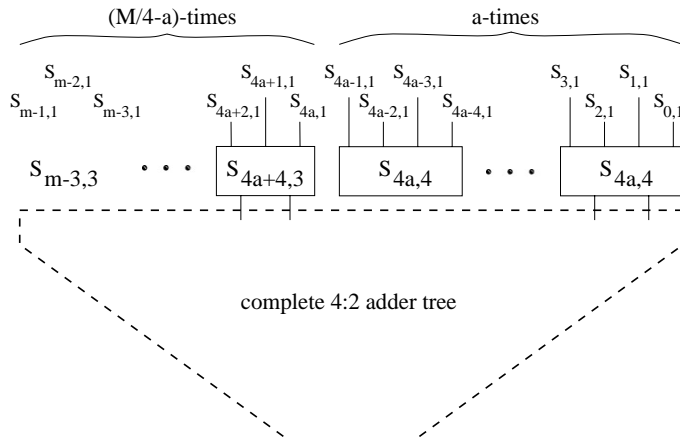 (M/4-a)-times a-times
S_{m-2,1} S_{4a+1,1} S_{4a-1,1} S_{4a-3,1} S_{3,1} S_{1,1}
S_{m-1,1} S_{m-3,1} S_{4a+2,1} S_{4a,1} S_{4a-2,1} S_{4a-4,1} S_{2,1} S_{0,1}
S_{m-3,3} • • • S_{4a+4,3} S_{4a,4} • • • S_{4a,4}
complete 4:2 adder tree